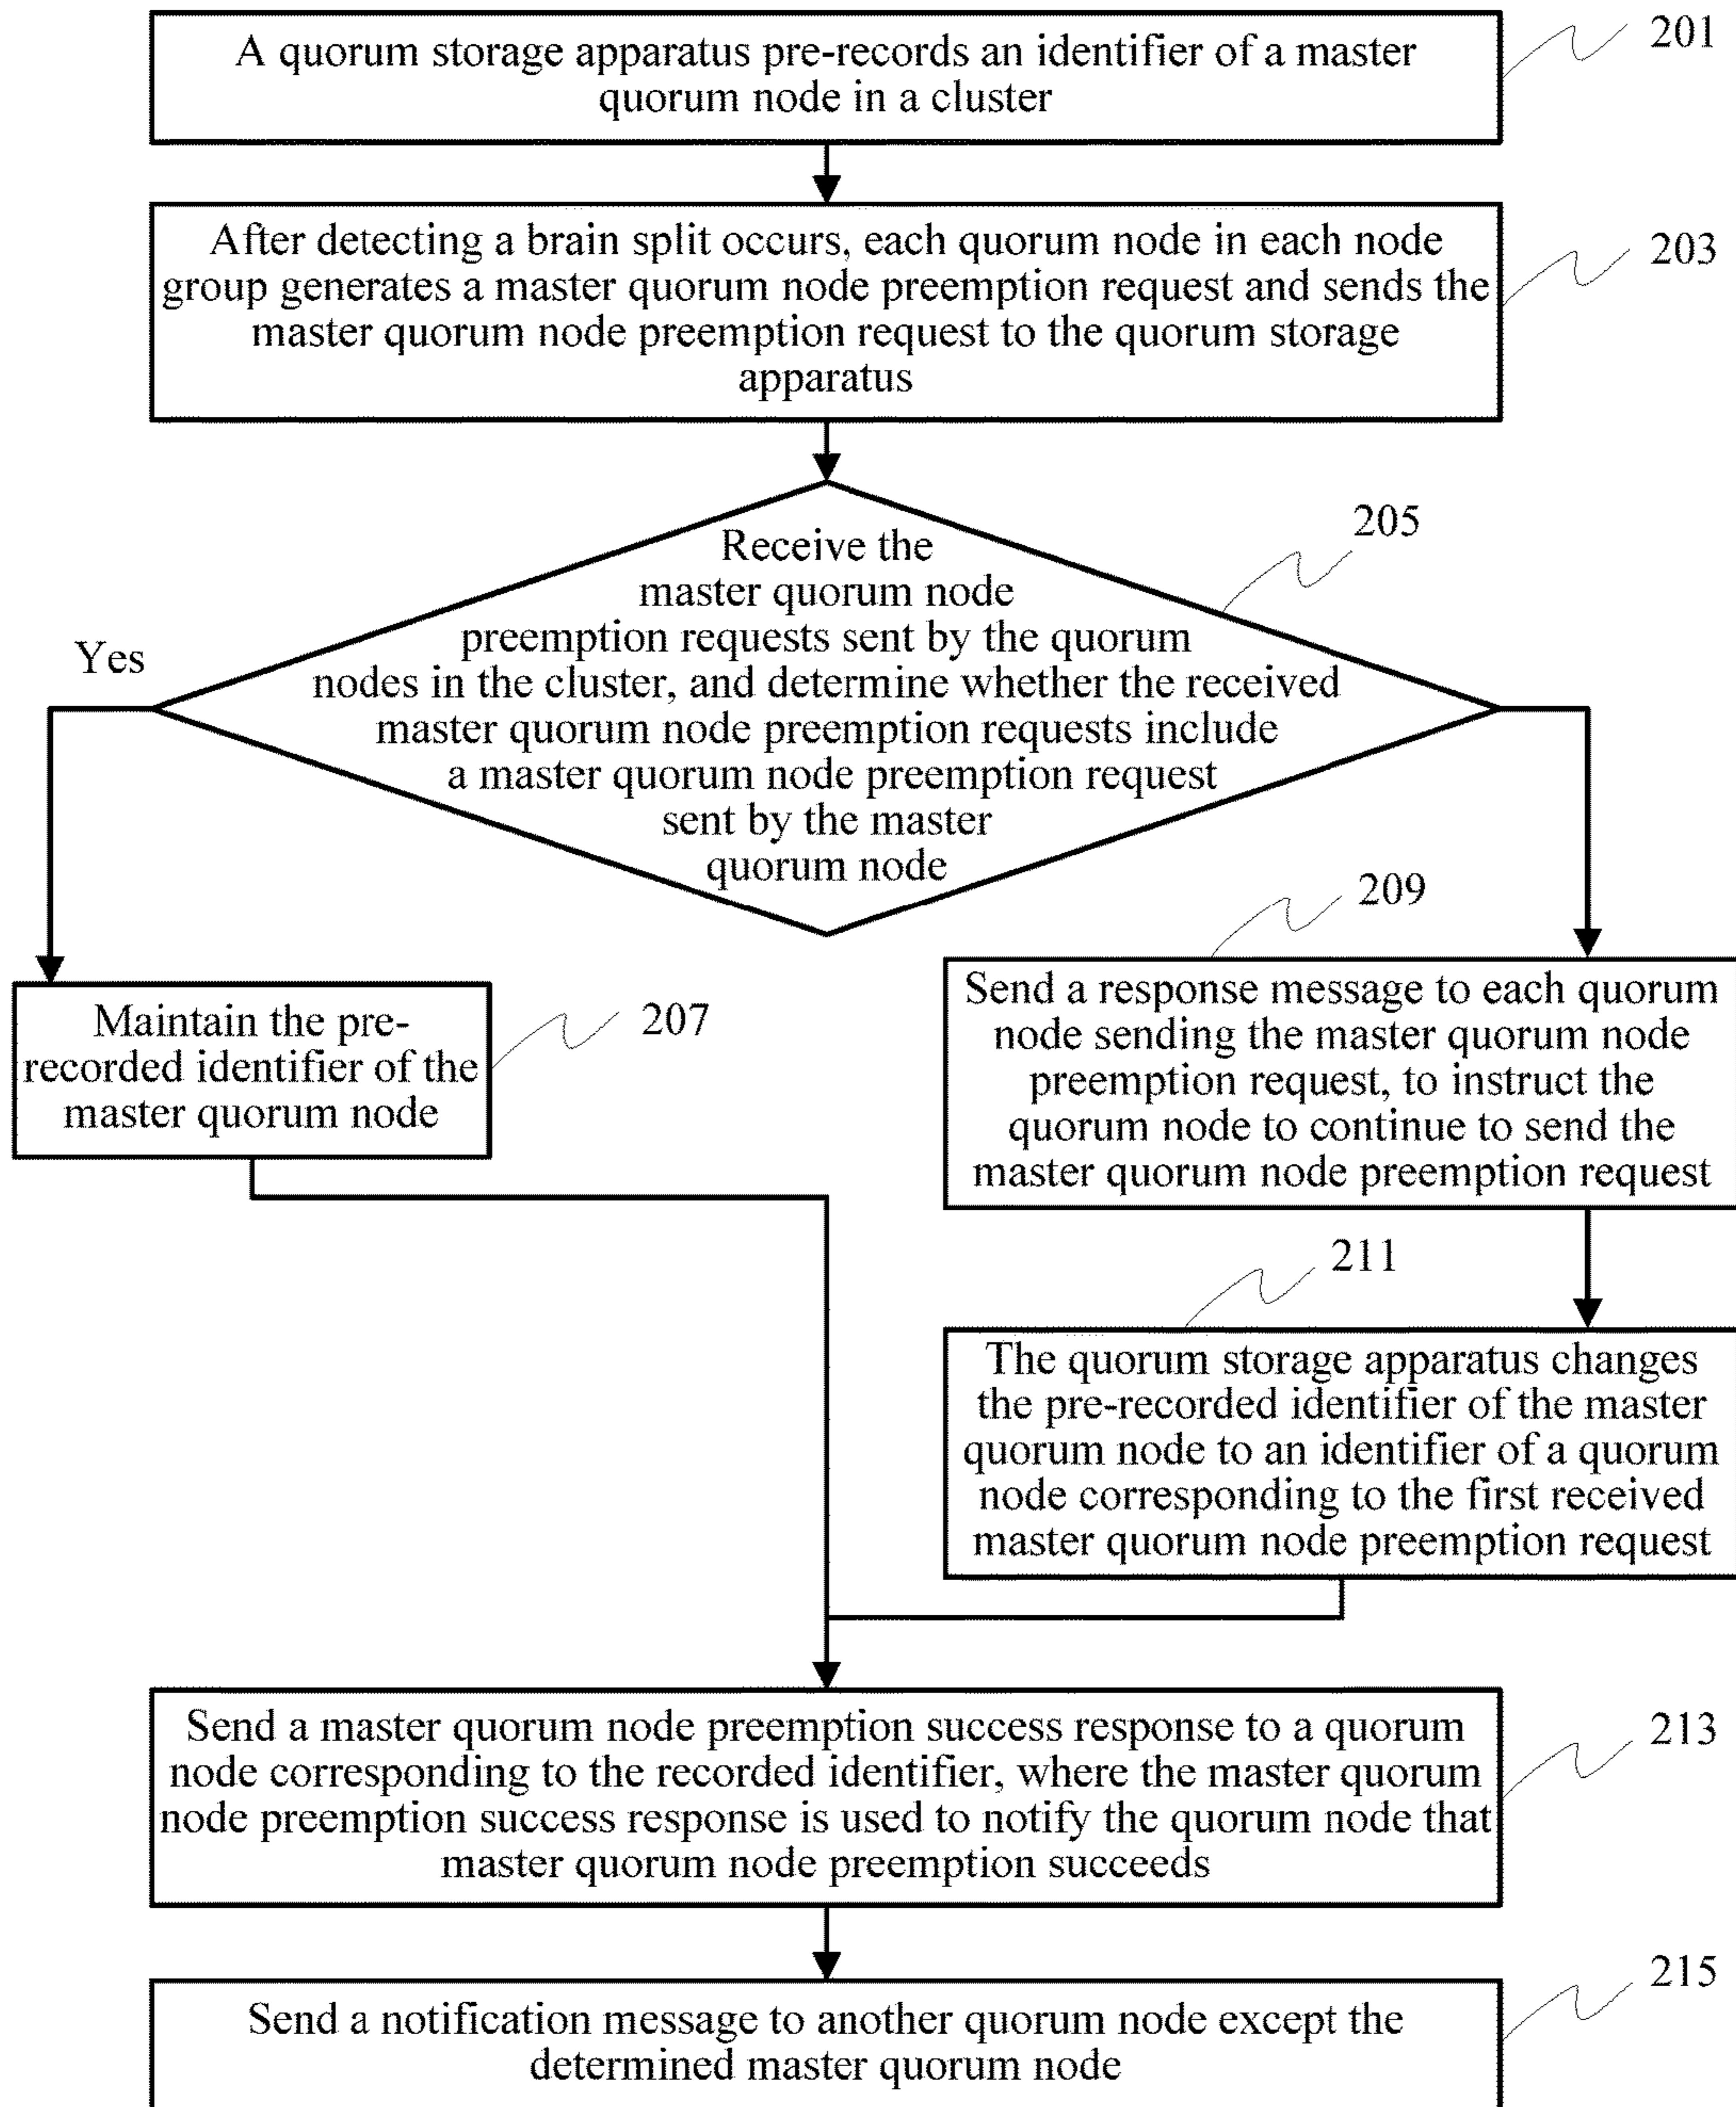 A quorum storage apparatus pre-records an identifier of a master
quorum node in a cluster
201
After detecting a brain split occurs, each quorum node in each node
group generates a master quorum node preemption request and sends the
master quorum node preemption request to the quorum storage
apparatus
203
Receive the
master quorum node
preemption requests sent by the quorum
nodes in the cluster, and determine whether the received
master quorum node preemption requests include
a master quorum node preemption request
sent by the master
quorum node
205
Yes
Maintain the pre-
recorded identifier of the
master quorum node
207
209
Send a response message to each quorum
node sending the master quorum node
preemption request, to instruct the
quorum node to continue to send the
master quorum node preemption request
211
The quorum storage apparatus changes
the pre-recorded identifier of the master
quorum node to an identifier of a quorum
node corresponding to the first received
master quorum node preemption request
Send a master quorum node preemption success response to a quorum
node corresponding to the recorded identifier, where the master quorum
node preemption success response is used to notify the quorum node that
master quorum node preemption succeeds
213
Send a notification message to another quorum node except the
determined master quorum node
215